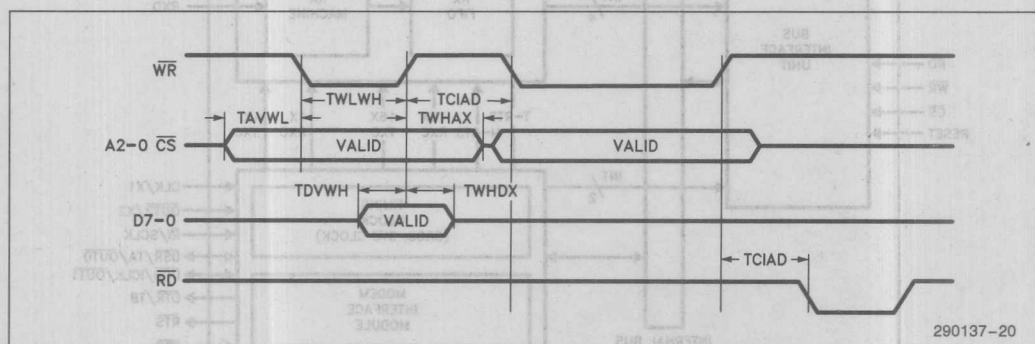 WR
TWLWH TCIAD
TAVWL TWHAX
A2-0 CS VALID VALID
TDVWH TWHDX
D7-0 VALID
TCIAD
RD
290137-20